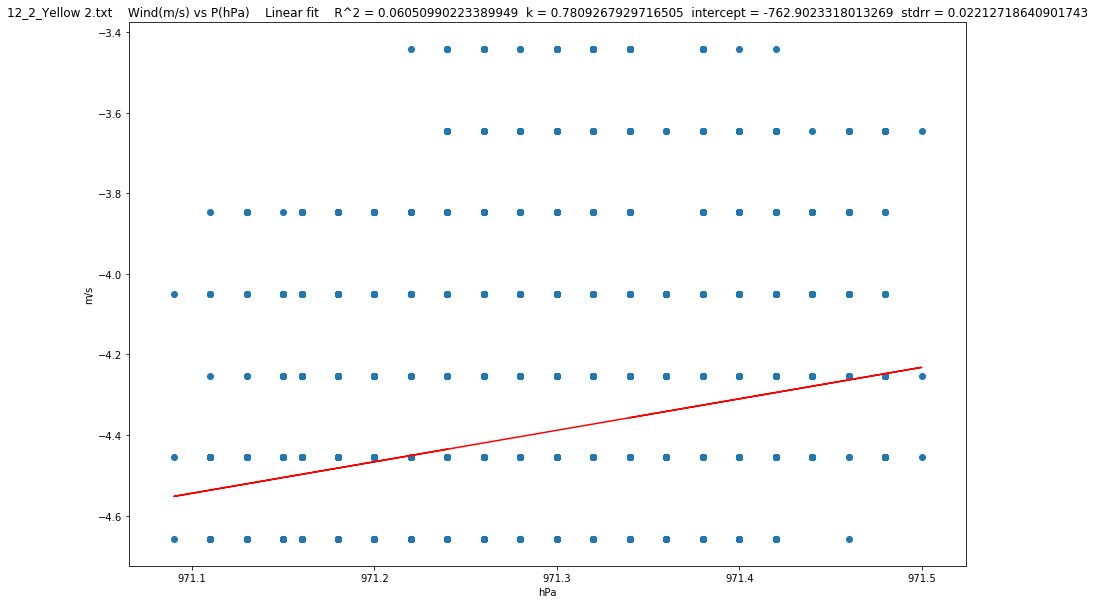 12_2_Yellow 2.txt    Wind(m/s) vs P(hPa)    Linear fit    R^2 = 0.06050990223389949  k = 0.7809267929716505  intercept = -762.9023318013269  stdrr = 0.02212718640901743
−3.4
−3.6
−3.8
−4.0
m/s
−4.2
−4.4
−4.6
971.1 971.2 971.3 971.4 971.5
hPa